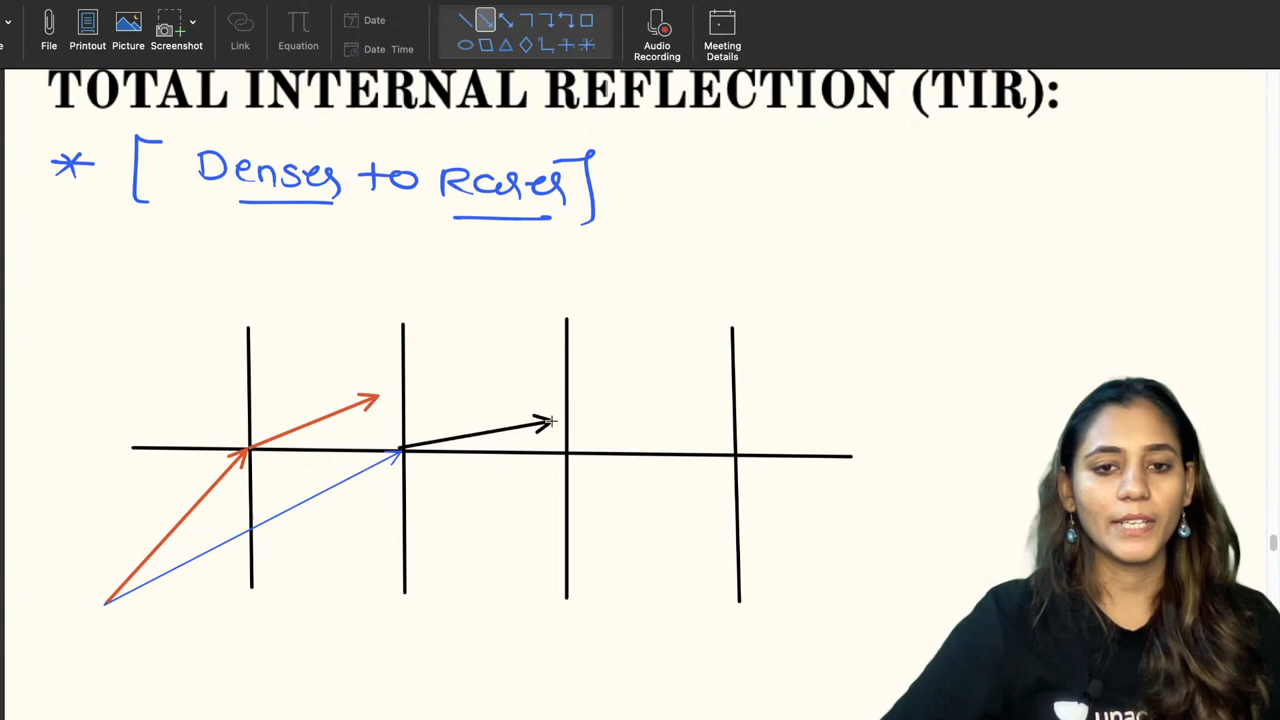 File Printout Picture Screenshot Link Equation Date Date Time Audio Recording Meeting Details
TOTAL INTERNAL REFLECTION (TIR):
* [ Denser to Rarer ]